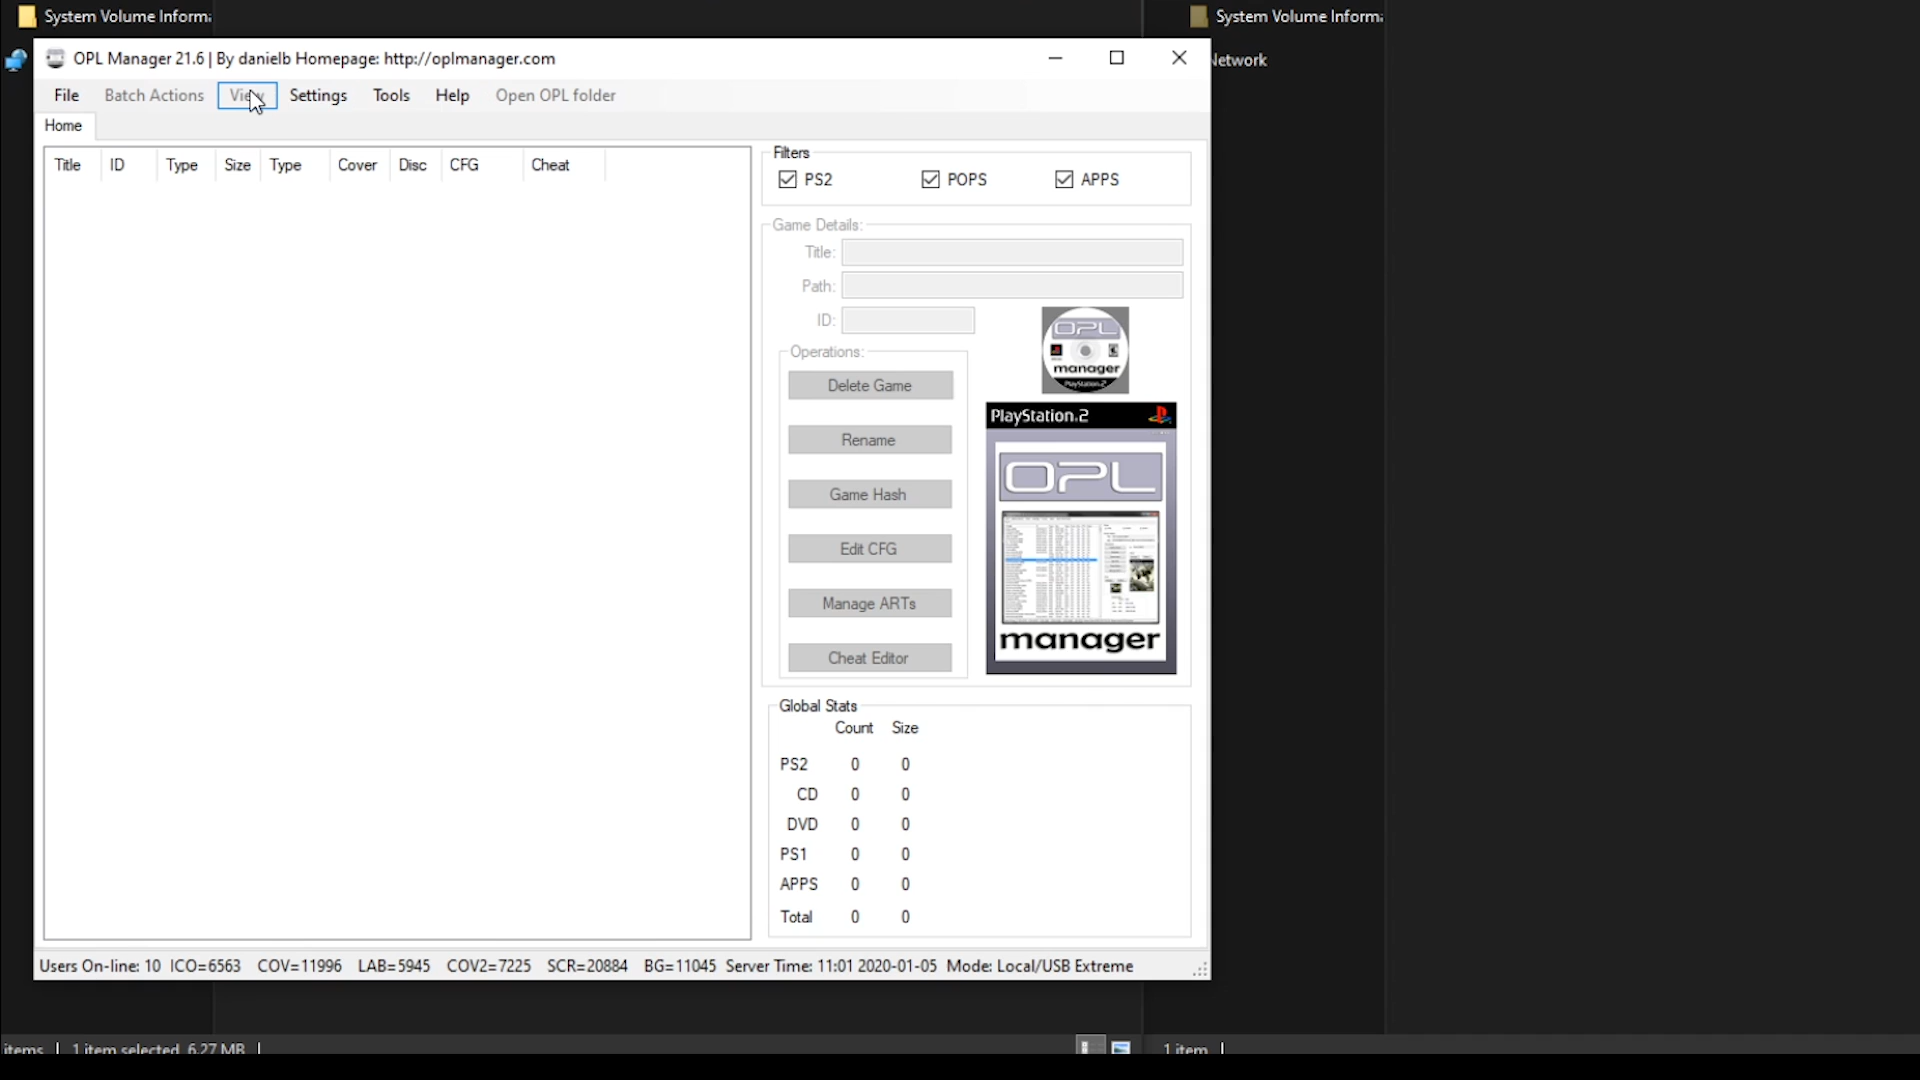 System Volume Informa
System Volume Informa
OPL Manager 21.6 | By danielb Homepage: http://oplmanager.com
Network
File Batch Actions View Settings Tools Help Open OPL folder
Home
Title ID Type Size Type Cover Disc CFG Cheat
Filters
PS2 POPS APPS
Game Details:
Title:
Path:
ID:
Operations:
Delete Game
Rename
Game Hash
Edit CFG
Manage ARTs
Cheat Editor
OPL
manager
PlayStation 2
PlayStation 2
OPL
manager
Global Stats
Count Size
PS2 0 0
CD 0 0
DVD 0 0
PS1 0 0
APPS 0 0
Total 0 0
Users On-line: 10 ICO=6563 COV=11996 LAB=5945 COV2=7225 SCR=20884 BG=11045 Server Time: 11:01 2020-01-05 Mode: Local/USB Extreme
items 1 item selected 6.27 MB
1 item